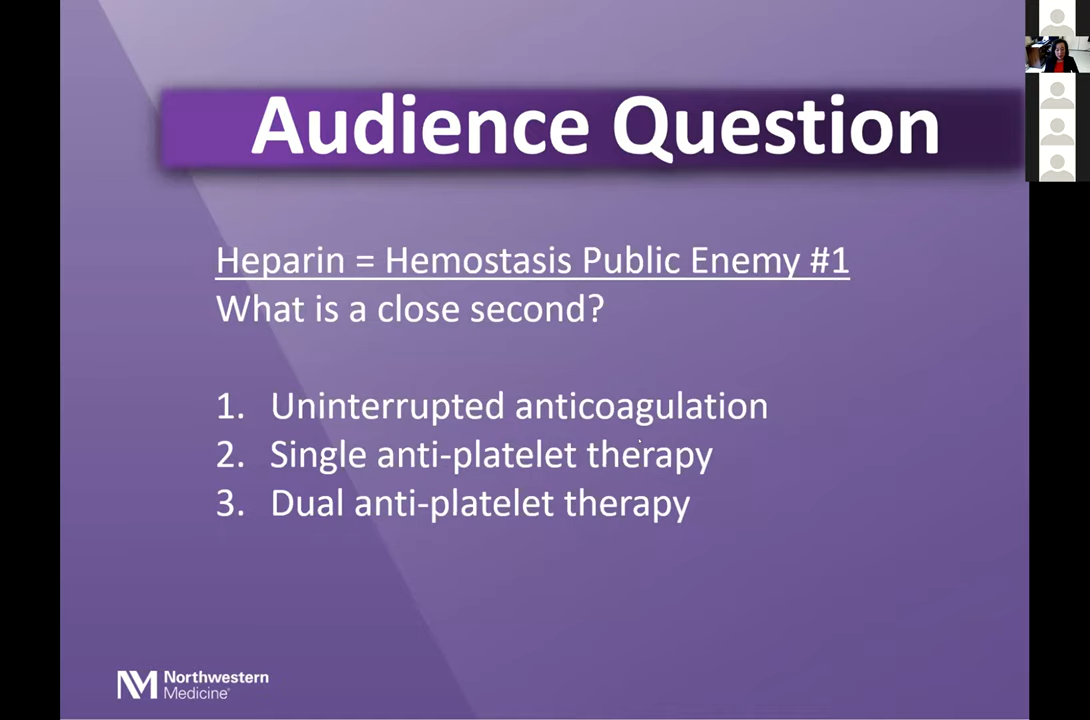 Audience Question
Heparin = Hemostasis Public Enemy #1
What is a close second?
1. Uninterrupted anticoagulation
2. Single anti-platelet therapy
3. Dual anti-platelet therapy
NM Northwestern
Medicine®